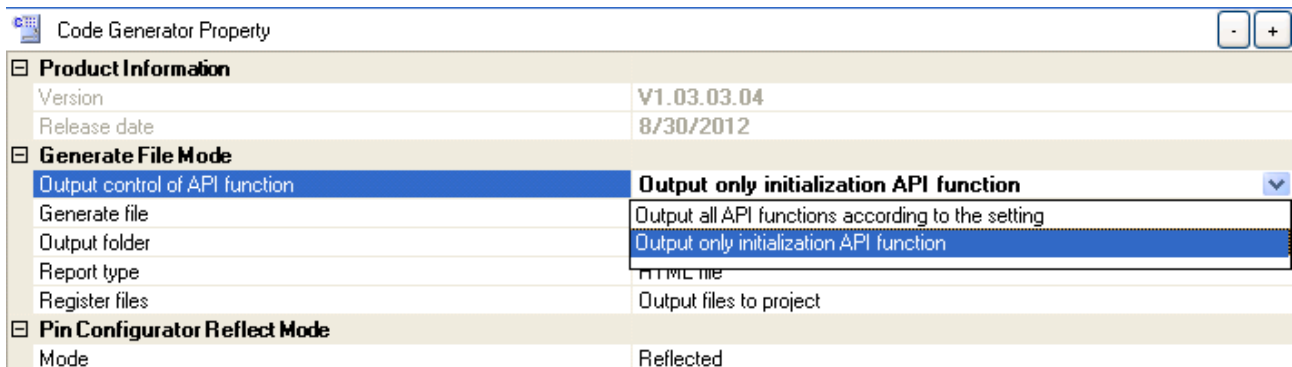 Code Generator Property
- +
Product Information
Version V1.03.03.04
Release date 8/30/2012
Generate File Mode
Output control of API function Output only initialization API function
Generate file Output all API functions according to the setting
Output folder Output only initialization API function
Report type HTML file
Register files Output files to project
Pin Configurator Reflect Mode
Mode Reflected